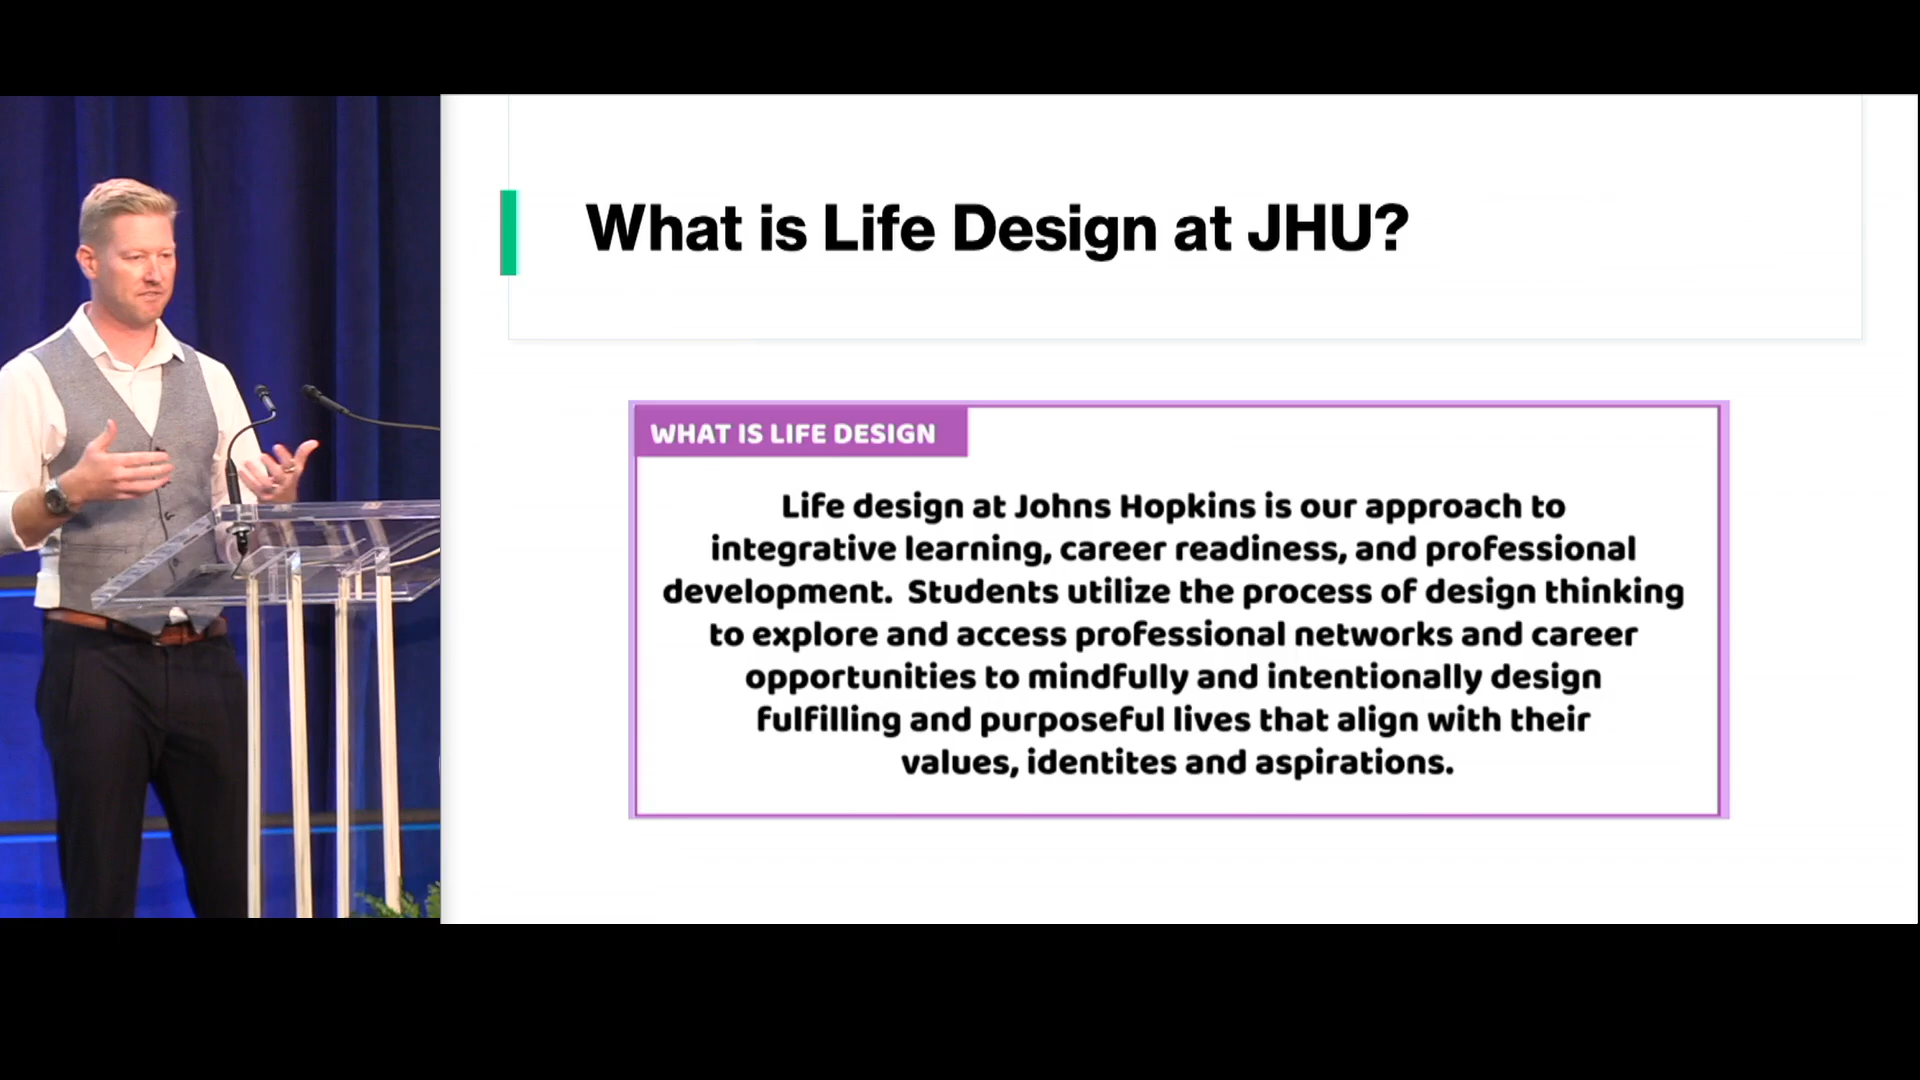 What is Life Design at JHU?
WHAT IS LIFE DESIGN
Life design at Johns Hopkins is our approach to
integrative learning, career readiness, and professional
development.  Students utilize the process of design thinking
to explore and access professional networks and career
opportunities to mindfully and intentionally design
fulfilling and purposeful lives that align with their
values, identites and aspirations.